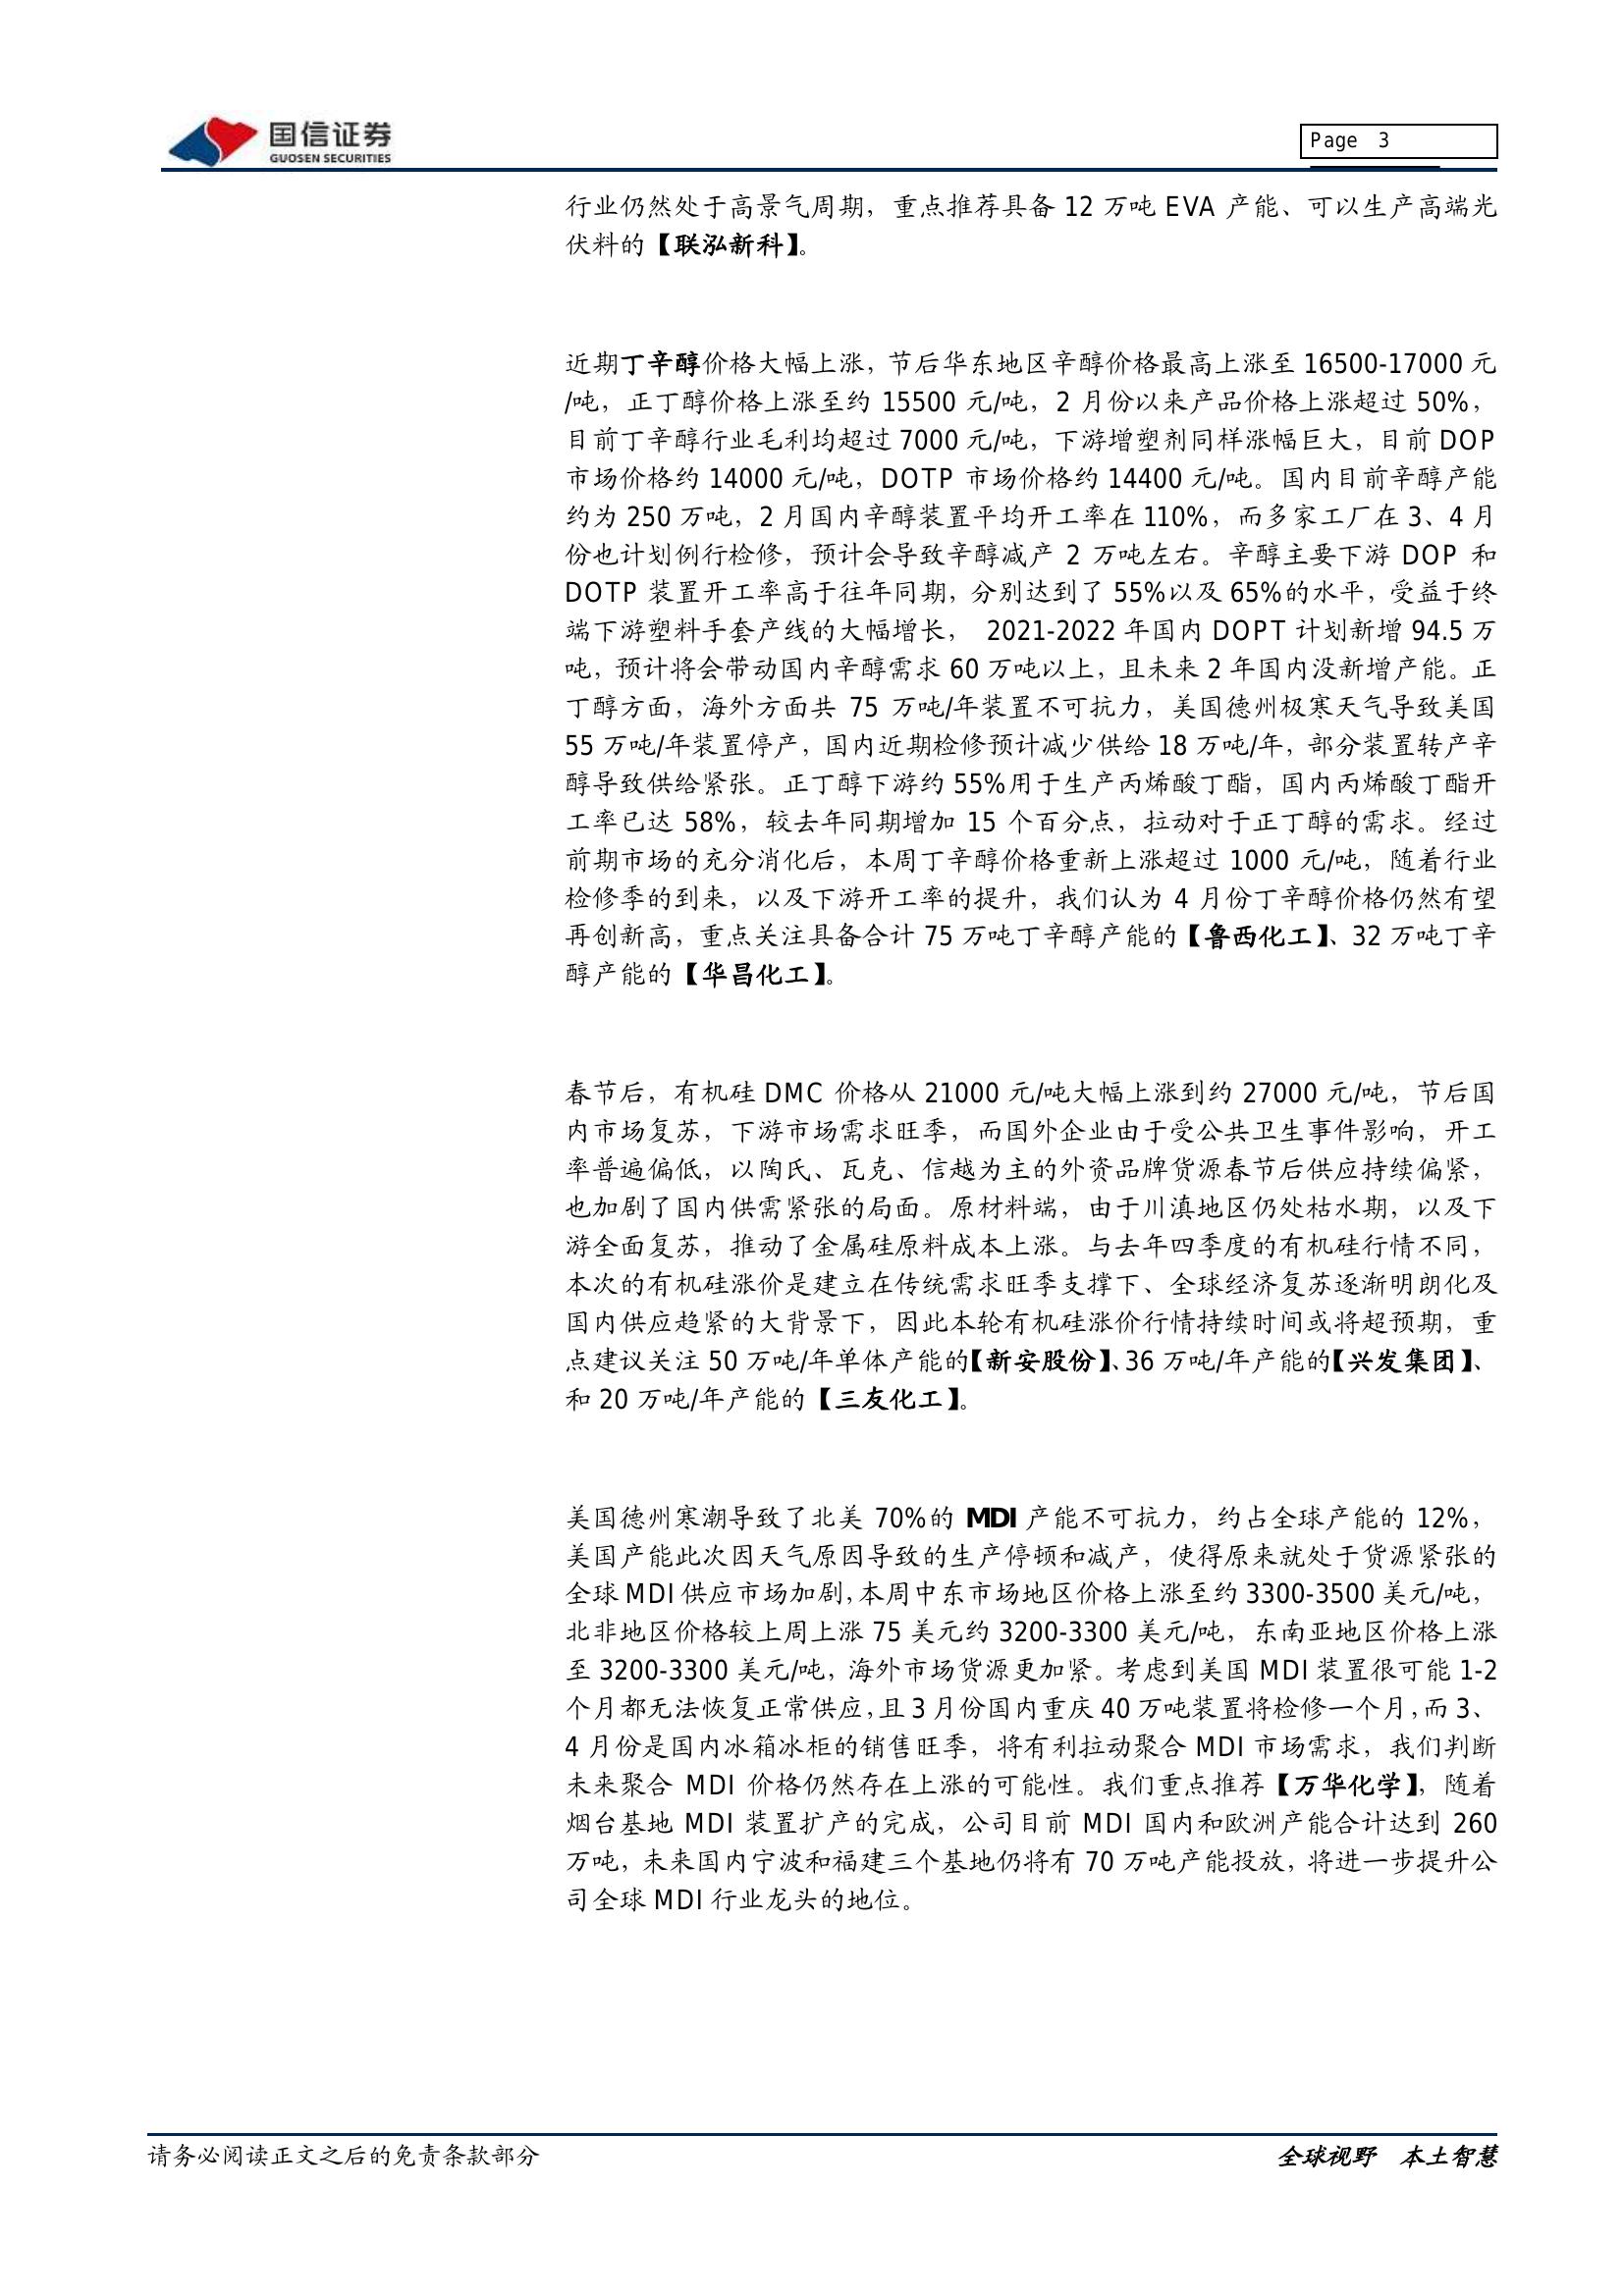 国信证券
GUOSEN SECURITIES
Page 3
行业仍然处于高景气周期，重点推荐具备 12 万吨 EVA 产能、可以生产高端光
伏料的【联泓新科】。
近期丁辛醇价格大幅上涨，节后华东地区辛醇价格最高上涨至 16500-17000 元
/吨，正丁醇价格上涨至约 15500 元/吨，2 月份以来产品价格上涨超过 50%，
目前丁辛醇行业毛利均超过 7000 元/吨，下游增塑剂同样涨幅巨大，目前 DOP
市场价格约 14000 元/吨，DOTP 市场价格约 14400 元/吨。国内目前辛醇产能
约为 250 万吨，2 月国内辛醇装置平均开工率在 110%，而多家工厂在 3、4 月
份也计划例行检修，预计会导致辛醇减产 2 万吨左右。辛醇主要下游 DOP 和
DOTP 装置开工率高于往年同期，分别达到了 55%以及 65%的水平，受益于终
端下游塑料手套产线的大幅增长， 2021-2022 年国内 DOPT 计划新增 94.5 万
吨，预计将会带动国内辛醇需求 60 万吨以上，且未来 2 年国内没新增产能。正
丁醇方面，海外方面共 75 万吨/年装置不可抗力，美国德州极寒天气导致美国
55 万吨/年装置停产，国内近期检修预计减少供给 18 万吨/年，部分装置转产辛
醇导致供给紧张。正丁醇下游约 55%用于生产丙烯酸丁酯，国内丙烯酸丁酯开
工率已达 58%，较去年同期增加 15 个百分点，拉动对于正丁醇的需求。经过
前期市场的充分消化后，本周丁辛醇价格重新上涨超过 1000 元/吨，随着行业
检修季的到来，以及下游开工率的提升，我们认为 4 月份丁辛醇价格仍然有望
再创新高，重点关注具备合计 75 万吨丁辛醇产能的【鲁西化工】、32 万吨丁辛
醇产能的【华昌化工】。
春节后，有机硅 DMC 价格从 21000 元/吨大幅上涨到约 27000 元/吨，节后国
内市场复苏，下游市场需求旺季，而国外企业由于受公共卫生事件影响，开工
率普遍偏低，以陶氏、瓦克、信越为主的外资品牌货源春节后供应持续偏紧，
也加剧了国内供需紧张的局面。原材料端，由于川滇地区仍处枯水期，以及下
游全面复苏，推动了金属硅原料成本上涨。与去年四季度的有机硅行情不同，
本次的有机硅涨价是建立在传统需求旺季支撑下、全球经济复苏逐渐明朗化及
国内供应趋紧的大背景下，因此本轮有机硅涨价行情持续时间或将超预期，重
点建议关注 50 万吨/年单体产能的【新安股份】、36 万吨/年产能的【兴发集团】、
和 20 万吨/年产能的【三友化工】。
美国德州寒潮导致了北美 70%的 MDI 产能不可抗力，约占全球产能的 12%，
美国产能此次因天气原因导致的生产停顿和减产，使得原来就处于货源紧张的
全球 MDI 供应市场加剧，本周中东市场地区价格上涨至约 3300-3500 美元/吨，
北非地区价格较上周上涨 75 美元约 3200-3300 美元/吨，东南亚地区价格上涨
至 3200-3300 美元/吨，海外市场货源更加紧。考虑到美国 MDI 装置很可能 1-2
个月都无法恢复正常供应，且 3 月份国内重庆 40 万吨装置将检修一个月，而 3、
4 月份是国内冰箱冰柜的销售旺季，将有利拉动聚合 MDI 市场需求，我们判断
未来聚合 MDI 价格仍然存在上涨的可能性。我们重点推荐【万华化学】，随着
烟台基地 MDI 装置扩产的完成，公司目前 MDI 国内和欧洲产能合计达到 260
万吨，未来国内宁波和福建三个基地仍将有 70 万吨产能投放，将进一步提升公
司全球 MDI 行业龙头的地位。
请务必阅读正文之后的免责条款部分
全球视野 本土智慧